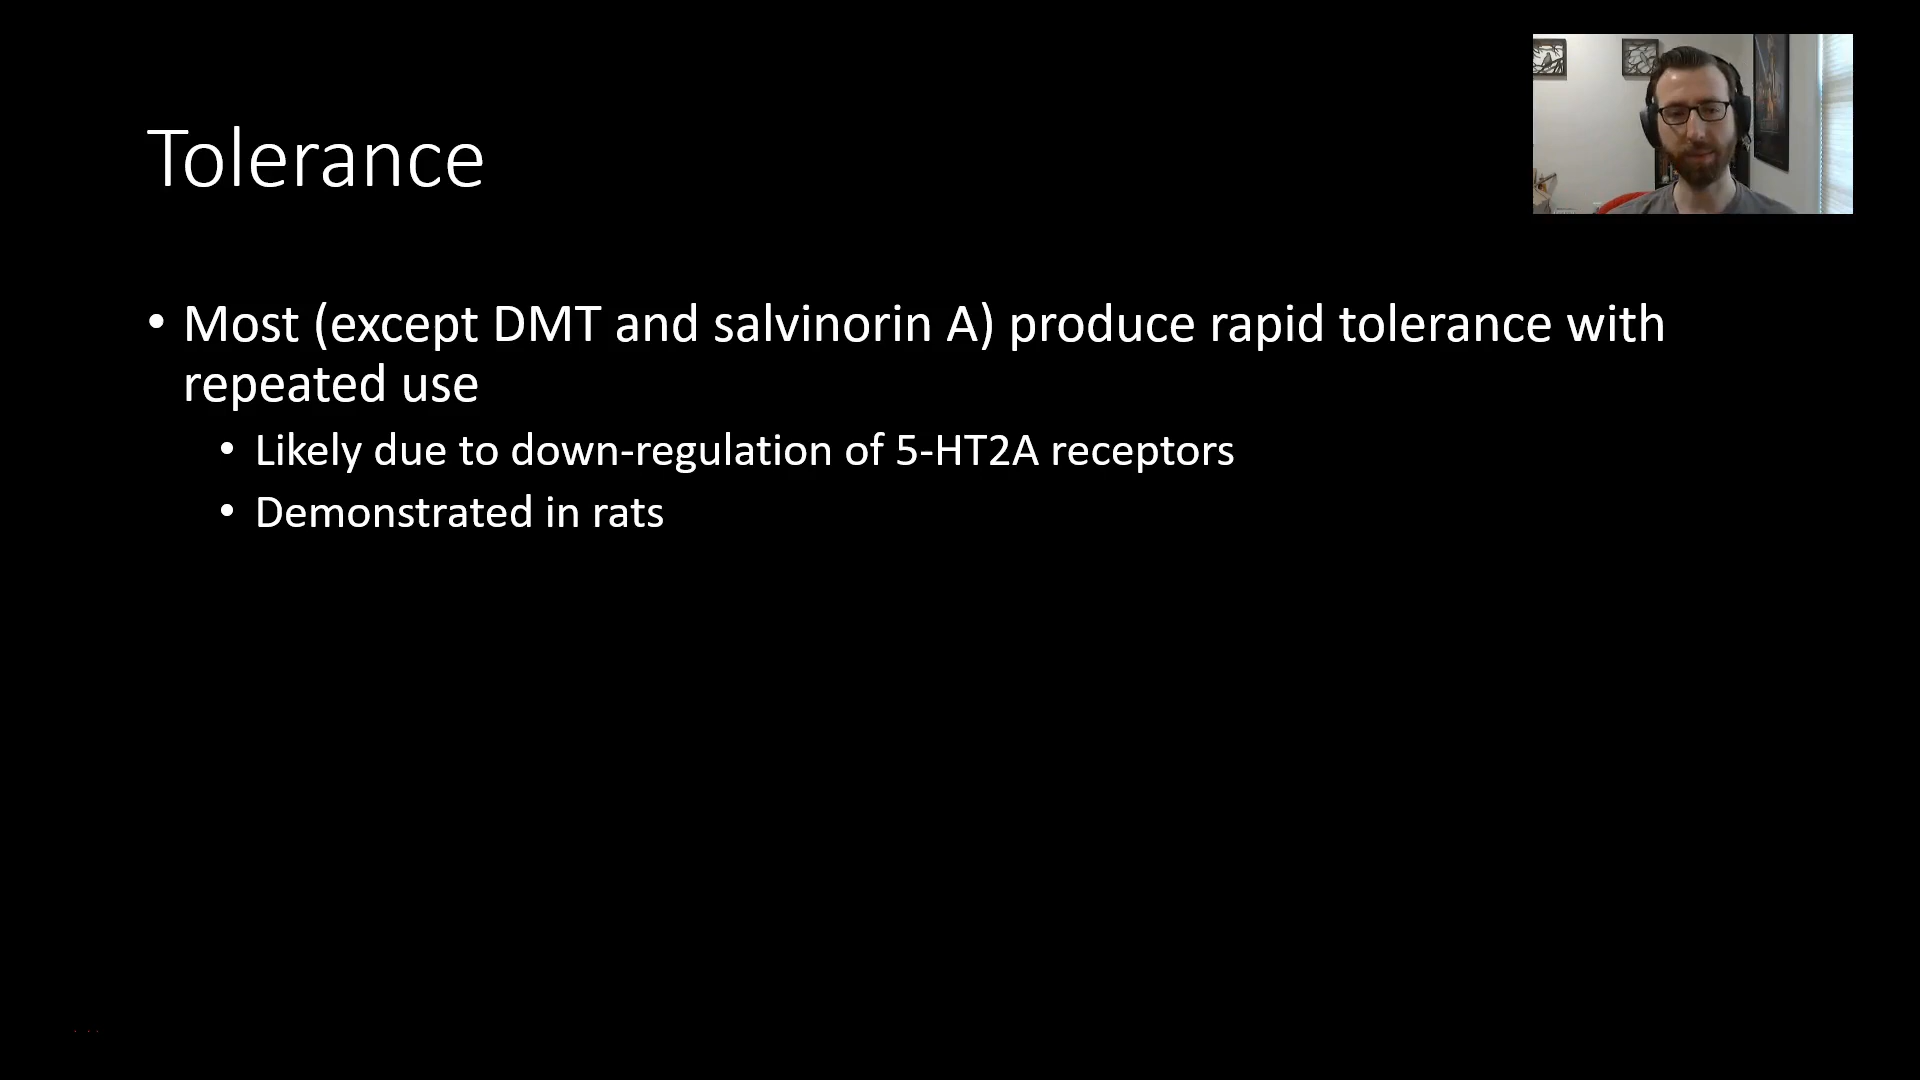 Tolerance
• Most (except DMT and salvinorin A) produce rapid tolerance with
repeated use
• Likely due to down-regulation of 5-HT2A receptors
• Demonstrated in rats